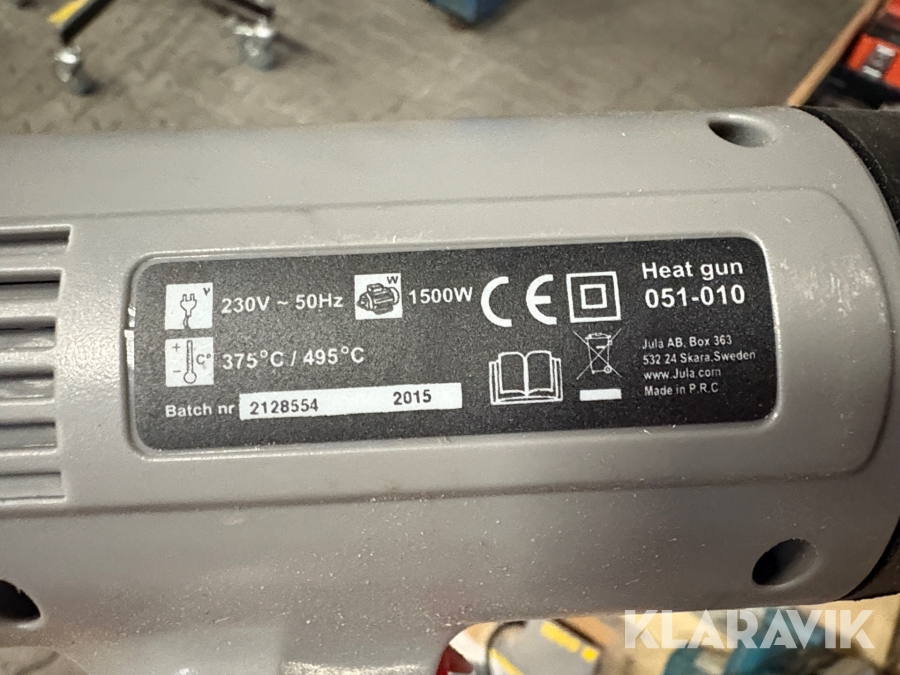 V
230V ~ 50Hz
W
1500W
CE
Heat gun
051-010
+
-
C°
375°C / 495°C
Jula AB, Box 363
532 24 Skara.Sweden
www.Jula.com
Made in P.R.C
Batch nr 2128554 2015
KLARAVIK